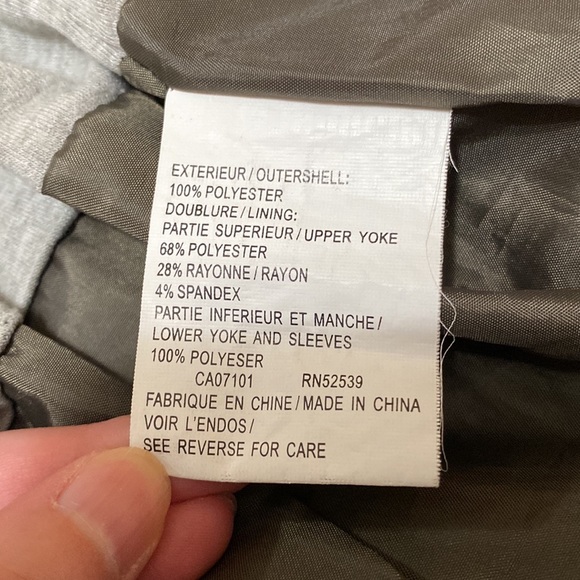 EXTERIEUR/OUTERSHELL:
100% POLYESTER
DOUBLURE/LINING:
PARTIE SUPERIEUR/UPPER YOKE
68% POLYESTER
28% RAYONNE/RAYON
4% SPANDEX
PARTIE INFERIEUR ET MANCHE/
LOWER YOKE AND SLEEVES
100% POLYESER
CA07101 RN52539
FABRIQUE EN CHINE/MADE IN CHINA
VOIR L'ENDOS/
SEE REVERSE FOR CARE